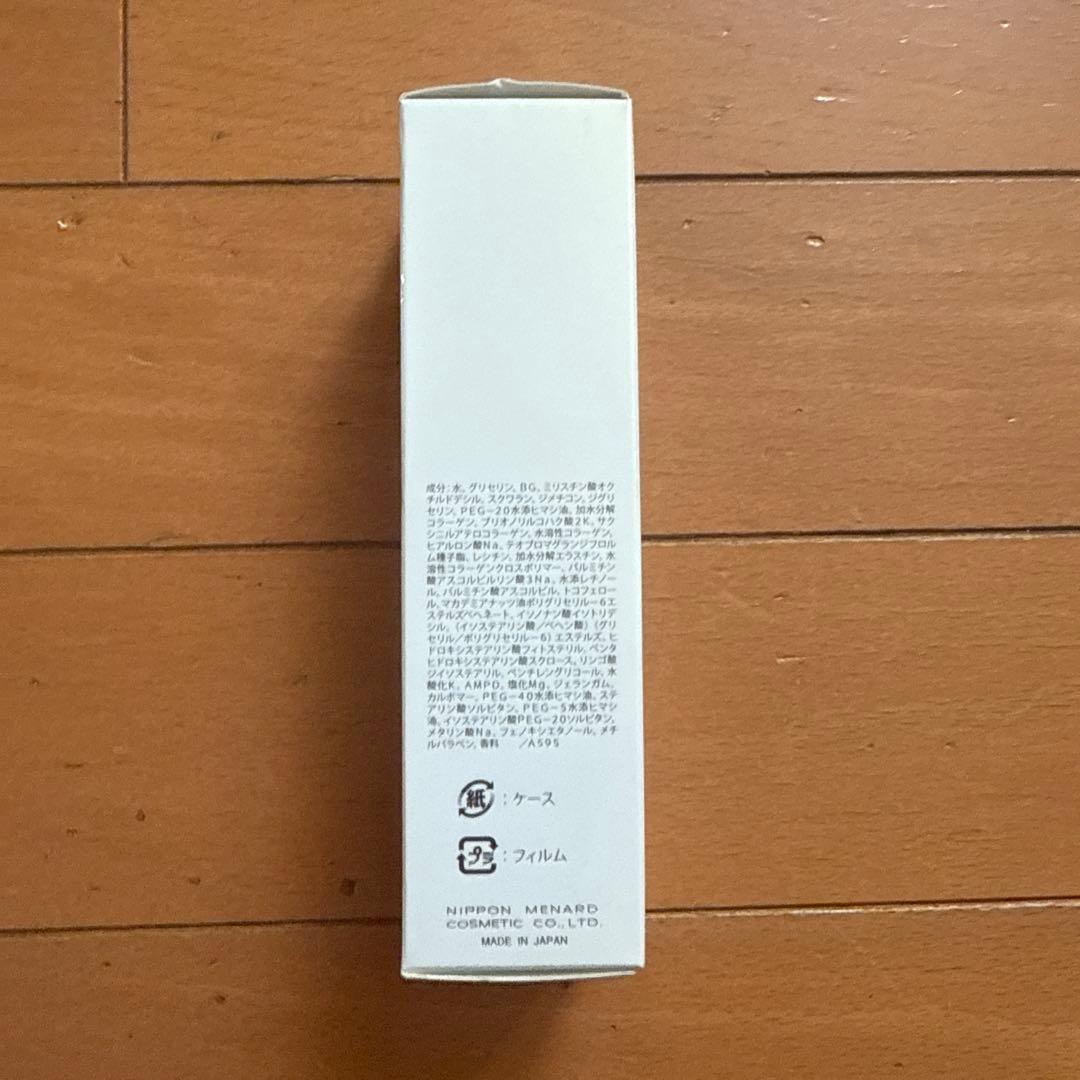 成分：水、グリセリン、BG、ミリスチン酸オク
チルドデシル、スクワラン、ジメチコン、ジグリ
セリン、PEG－20水添ヒマシ油、加水分解
コラーゲン、ブリオノリルコハク酸2K、サク
シニルアテロコラーゲン、水溶性コラーゲン、
ヒアルロン酸Na、テオブロマグランジフロル
ム種子脂、レシチン、加水分解エラスチン、水
溶性コラーゲンクロスポリマー、パルミチン
酸アスコルビルリン酸3Na、水添レチノー
ル、パルミチン酸アスコルビル、トコフェロー
ル、マカデミアナッツ油ポリグリセリル－6エ
ステルズベヘネート、イソノナン酸イソトリデ
シル、（イソステアリン酸／ベヘン酸）（グリ
セリル／ポリグリセリル－6）エステルズ、ヒ
ドロキシステアリン酸フィトステリル、ペンタ
ヒドロキシステアリン酸スクロース、リンゴ酸
ジイソステアリル、ペンチレングリコール、水
酸化K、AMPD、塩化Mg、ジェランガム、
カルボマー、PEG－40水添ヒマシ油、ステ
アリン酸ソルビタン、PEG－5水添ヒマシ
油、イソステアリン酸PEG－20ソルビタン、
メタリン酸Na、フェノキシエタノール、メチ
ルパラベン、香料　／A595
紙：ケース
プラ：フィルム
NIPPON MENARD
COSMETIC CO., LTD.
MADE IN JAPAN